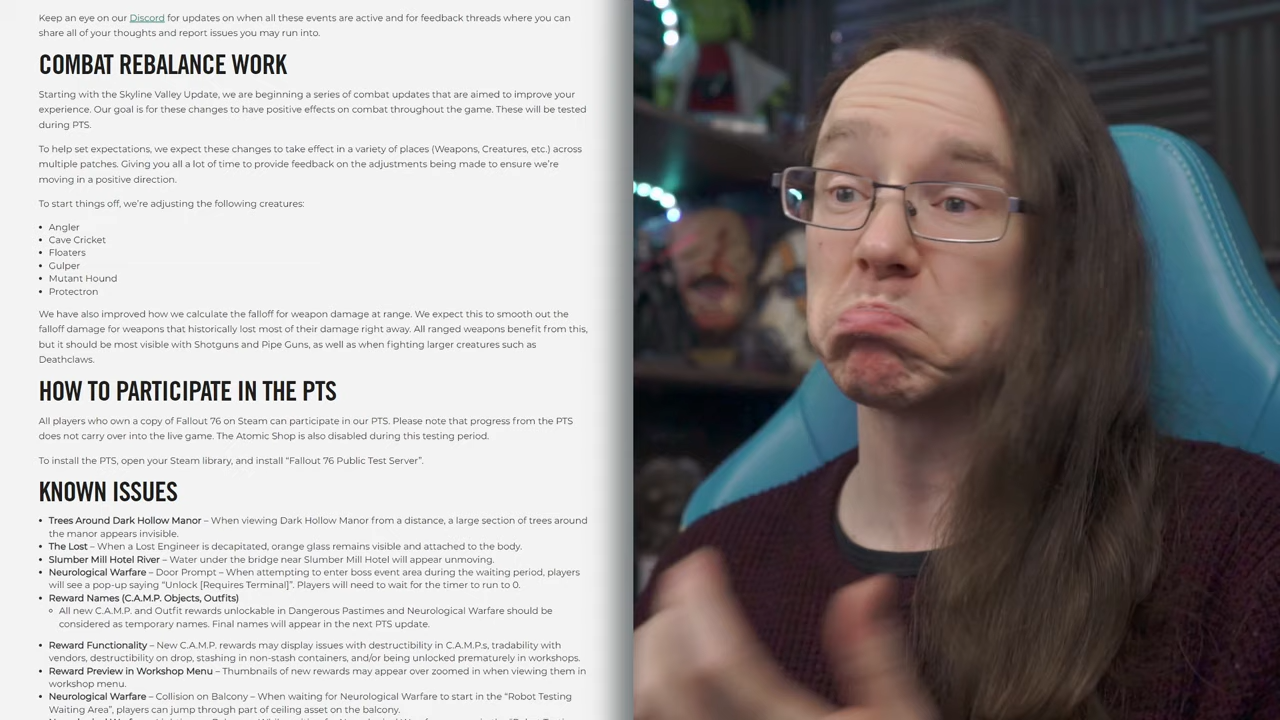 Keep an eye on our Discord for updates on when all these events are active and for feedback threads where you can
share all of your thoughts and report issues you may run into.
COMBAT REBALANCE WORK
Starting with the Skyline Valley Update, we are beginning a series of combat updates that are aimed to improve your
experience. Our goal is for these changes to have positive effects on combat throughout the game. These will be tested
during PTS.
To help set expectations, we expect these changes to take effect in a variety of places (Weapons, Creatures, etc.) across
multiple patches. Giving you all a lot of time to provide feedback on the adjustments being made to ensure we're
moving in a positive direction.
To start things off, we're adjusting the following creatures:
• Angler
• Cave Cricket
• Floaters
• Gulper
• Mutant Hound
• Protectron
We have also improved how we calculate the falloff for weapon damage at range. We expect this to smooth out the
falloff damage for weapons that historically lost most of their damage right away. All ranged weapons benefit from this,
but it should be most visible with Shotguns and Pipe Guns, as well as when fighting larger creatures such as
Deathclaws.
HOW TO PARTICIPATE IN THE PTS
All players who own a copy of Fallout 76 on Steam can participate in our PTS. Please note that progress from the PTS
does not carry over into the live game. The Atomic Shop is also disabled during this testing period.
To install the PTS, open your Steam library, and install “Fallout 76 Public Test Server”.
KNOWN ISSUES
• Trees Around Dark Hollow Manor – When viewing Dark Hollow Manor from a distance, a large section of trees around
the manor appears invisible.
• The Lost – When a Lost Engineer is decapitated, orange glass remains visible and attached to the body.
• Slumber Mill Hotel River – Water under the bridge near Slumber Mill Hotel will appear unmoving.
• Neurological Warfare – Door Prompt – When attempting to enter boss event area during the waiting period, players
will see a pop-up saying “Unlock [Requires Terminal]”. Players will need to wait for the timer to run to 0.
• Reward Names (C.A.M.P. Objects, Outfits)
◦ All new C.A.M.P. and Outfit rewards unlockable in Dangerous Pastimes and Neurological Warfare should be
considered as temporary names. Final names will appear in the next PTS update.
• Reward Functionality – New C.A.M.P. rewards may display issues with destructibility in C.A.M.P.s, tradability with
vendors, destructibility on drop, stashing in non-stash containers, and/or being unlocked prematurely in workshops.
• Reward Preview in Workshop Menu – Thumbnails of new rewards may appear over zoomed in when viewing them in
workshop menu.
• Neurological Warfare – Collision on Balcony – When waiting for Neurological Warfare to start in the “Robot Testing
Waiting Area”, players can jump through part of ceiling asset on the balcony.